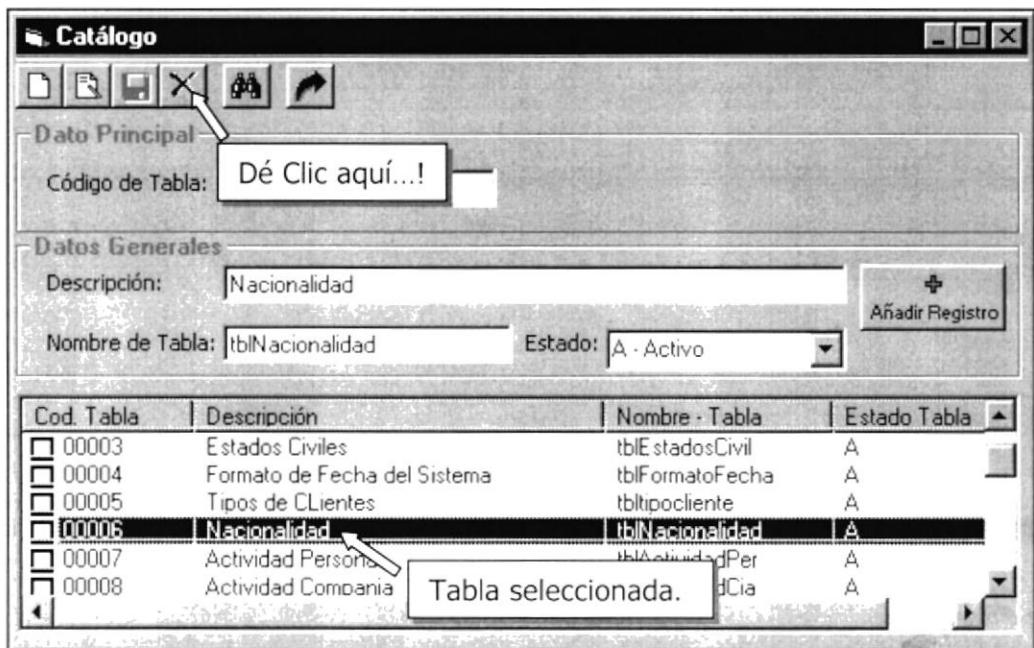 Catálogo
Dato Principal
Código de Tabla:
Dé Clic aquí...!
Datos Generales
Descripción: Nacionalidad
Añadir Registro
Nombre de Tabla: tblNacionalidad Estado: A - Activo
Cod. Tabla Descripción Nombre - Tabla Estado Tabla
00003 Estados Civiles tblEstadosCivil A
00004 Formato de Fecha del Sistema tblFormatoFecha A
00005 Tipos de CLientes tbltipocliente A
00006 Nacionalidad tblNacionalidad A
00007 Actividad A
00008 Actividad Compania A
Tabla seleccionada.